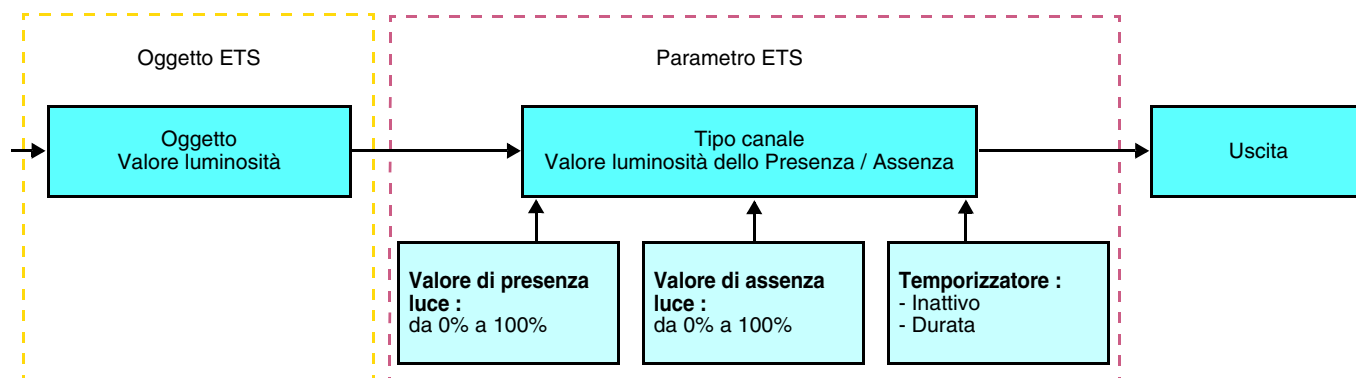 Oggetto ETS
Parametro ETS
Oggetto
Valore luminosità
Tipo canale
Valore luminosità dello Presenza / Assenza
Uscita
Valore di presenza
luce :
da 0% a 100%
Valore di assenza
luce :
da 0% a 100%
Temporizzatore :
- Inattivo
- Durata